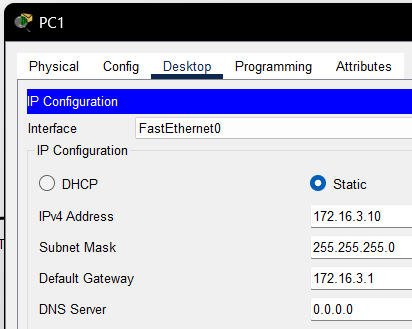 PC1
Physical Config Desktop Programming Attributes
IP Configuration
Interface FastEthernet0
IP Configuration
DHCP Static
IPv4 Address 172.16.3.10
Subnet Mask 255.255.255.0
Default Gateway 172.16.3.1
DNS Server 0.0.0.0